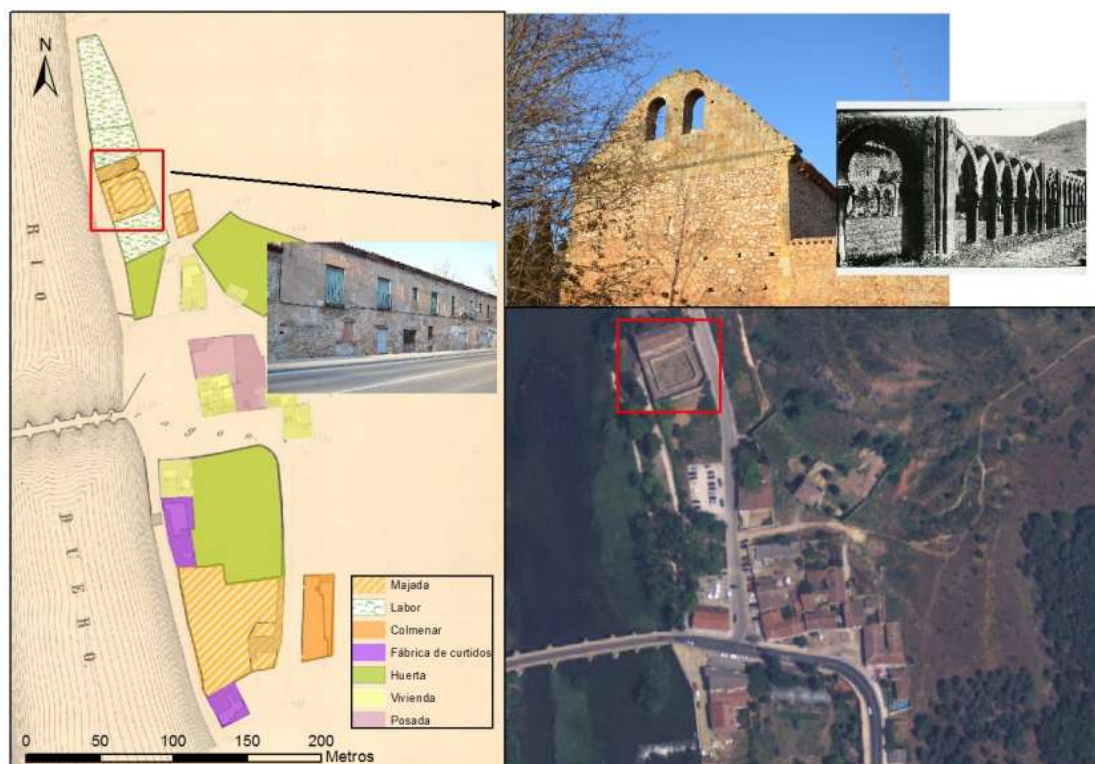 N
RIO
DUERO
Majada
Labor
Colmenar
Fábrica de curtidos
Huerta
Vivienda
Posada
0 50 100 150 200
Metros